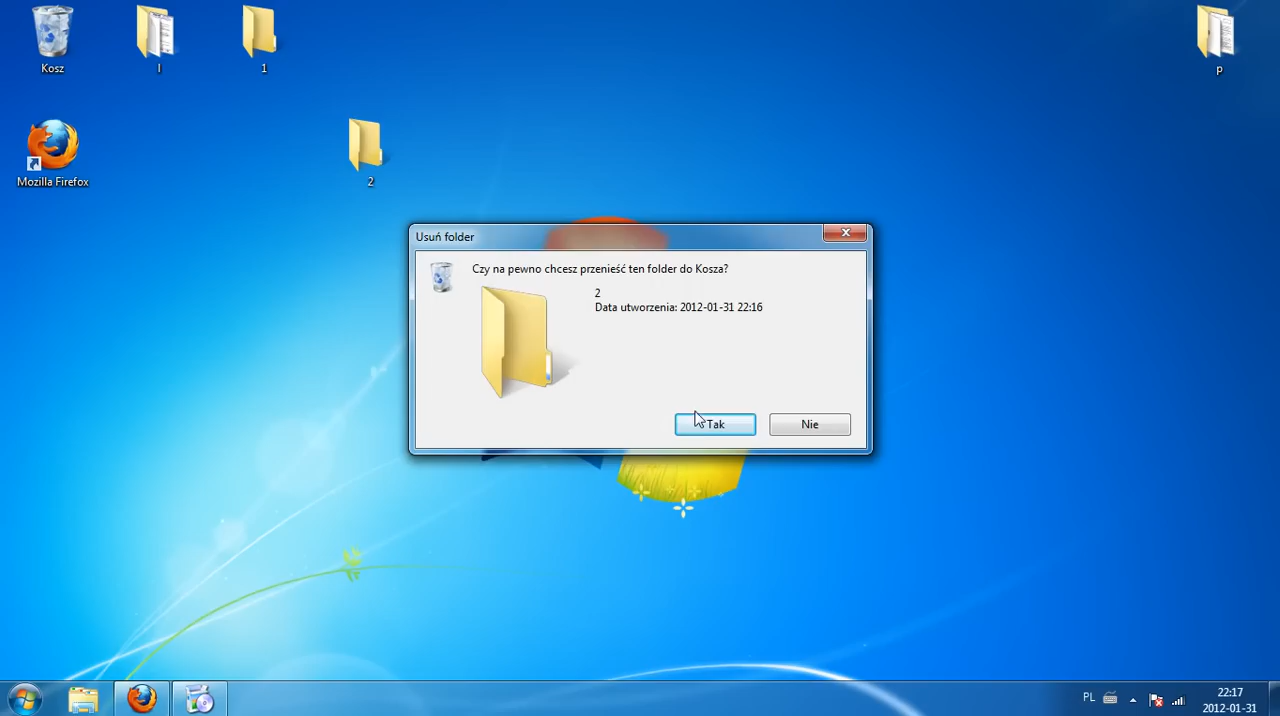 Kosz
l
1
p
Mozilla Firefox
2
Usuń folder
Czy na pewno chcesz przenieść ten folder do Kosza?
2
Data utworzenia: 2012-01-31 22:16
Tak
Nie
PL
22:17
2012-01-31